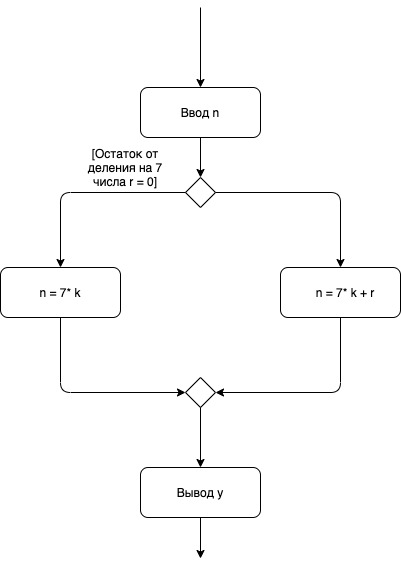 Ввод n
[Остаток от
деления на 7
числа r = 0]
n = 7* k
n = 7* k + r
Вывод y